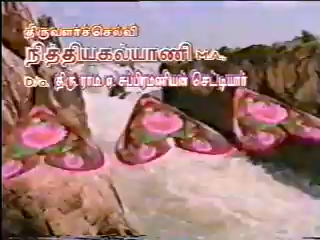 திருவளர்ச்செல்வி
நித்தியகல்யாணி M.A.,
D/o. திரு. ராம. ஏ. சுப்பிரமணியன் செட்டியார்